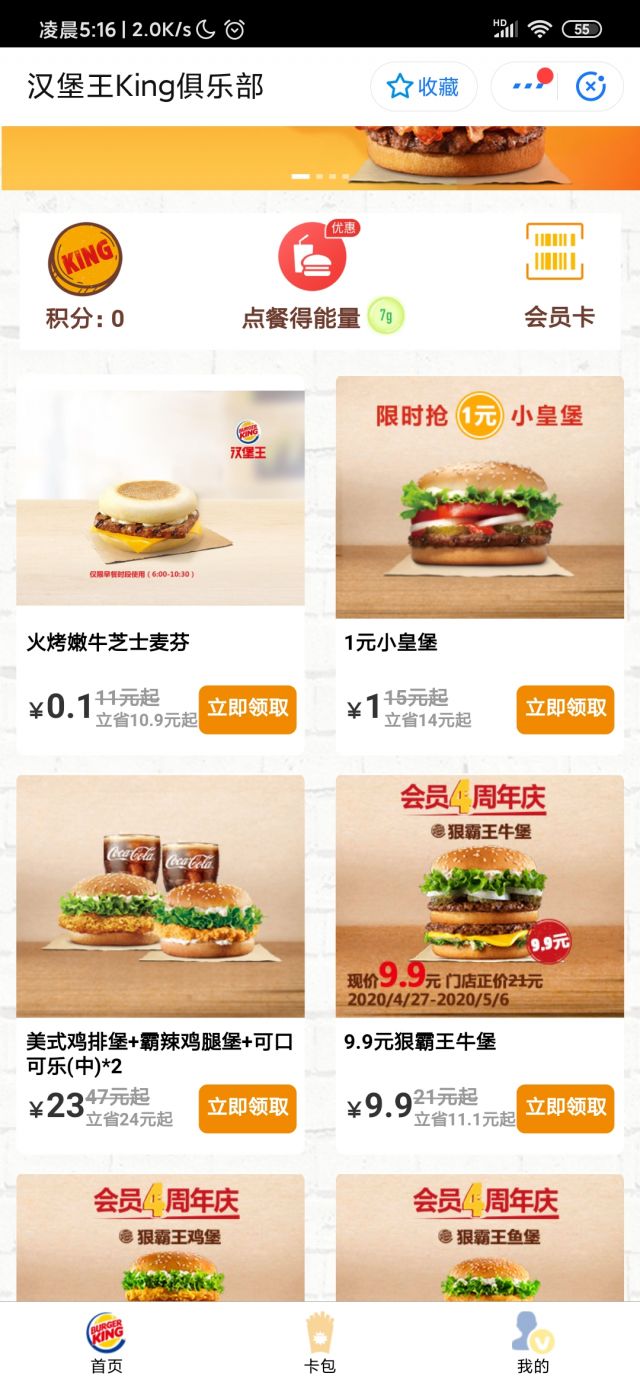 凌晨5:16 | 2.0K/s
HD
55
汉堡王King俱乐部
收藏
KING
优惠
积分: 0
点餐得能量
7g
会员卡
BURGER KING
汉堡王
仅限早餐时段使用（6:00-10:30）
火烤嫩牛芝士麦芬
¥0.1
11元起
立省10.9元起
立即领取
限时抢 1元 小皇堡
1元小皇堡
¥1
15元起
立省14元起
立即领取
Coca-Cola
Coca-Cola
美式鸡排堡+霸辣鸡腿堡+可口
可乐(中)*2
¥23
47元起
立省24元起
立即领取
会员4周年庆
狠霸王牛堡
9.9元
现价9.9元 门店正价21元
2020/4/27-2020/5/6
9.9元狠霸王牛堡
¥9.9
21元起
立省11.1元起
立即领取
会员4周年庆
狠霸王鸡堡
会员4周年庆
狠霸王鱼堡
BURGER KING
首页
卡包
我的